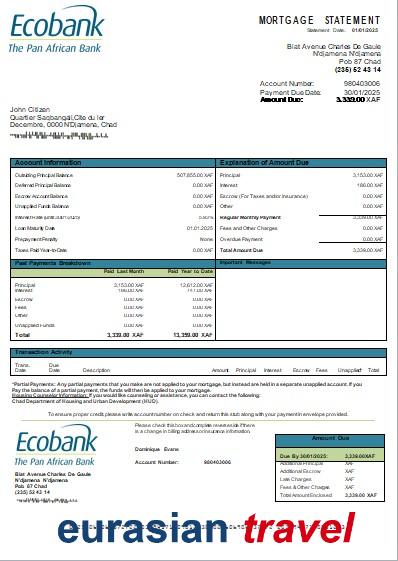 Ecobank
The Pan African Bank
MORTGAGE STATEMENT
Statement Date: 01/01/2025
Blat Avenue Charles De Gaule
N'djamena N'djamena
Pob 87 Chad
(235) 52 43 14
Account Number: 980403006
Payment Due Date: 30/01/2025
Amount Due: 3,339.00 XAF
John Citizen
Quartier Saqbangali,Cite du ler
Decembre, 0000 N'Djamena, Chad
Account Information
Outstanding Principal Balance 507,855.00 XAF
Deferred Principal Balance 0.00 XAF
Escrow Account Balance 0.00 XAF
Unapplied Funds Balance 0.00 XAF
Interest Rate
Loan Maturity Date 01.01.2025
Prepayment Penalty None
Taxes Paid Year-to-Date 0.00 XAF
Explanation of Amount Due
Principal 3,153.00 XAF
Interest 186.00 XAF
Escrow (For Taxes and/or Insurance) 0.00 XAF
Other 0.00 XAF
Regular Monthly Payment 3,339.00 XAF
Fees and Other Charges 0.00 XAF
Overdue Payment 0.00 XAF
Total Amount Due 3,339.00 XAF
Past Payments Breakdown
Paid Last Month Paid Year to Date
Principal 3,153.00 XAF 12,612.00 XAF
Interest 186.00 XAF 747.00 XAF
Escrow 0.00 XAF 0.00 XAF
Fees 0.00 XAF 0.00 XAF
Other 0.00 XAF 0.00 XAF
Unapplied Funds 0.00 XAF 0.00 XAF
Total 3,339.00 XAF 13,359.00 XAF
Important Messages
Transaction Activity
Trans. Date Due Date Description Amount Principal Interest Escrow Fees Unapplied Total
*Partial Payments: Any partial payments that you make are not applied to your mortgage, but instead are held in a separate unapplied account. If you
Pay the balance of a partial payment, the funds will then be applied to your mortgage.
Housing Counselor Information: If you would like counseling or assistance, you can contact the following:
Chad Department of Housing and Urban Development (HUD).
To ensure proper credit, please write account number on check and return this stub along with your payment in envelope provided.
Ecobank
The Pan African Bank
Blat Avenue Charles De Gaule
N'djamena N'djamena
Pob 87 Chad
(235) 52 43 14
Please check this box and complete reverse side if there
is a change in billing address or insurance information
Dominique Evans
Account Number: 980403006
Amount Due
Due By 30/01/2025: 3,339.00XAF
Additional Principal XAF
Additional Escrow XAF
Late Charges XAF
Fees & Other Charges XAF
Total Amount Enclosed 3,339.00 XAF
eurasian travel